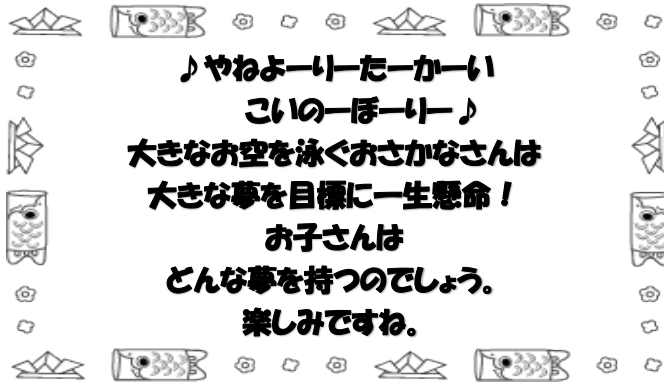 ♪やねよーりーたーかーい
こいのーぼーりー♪
大きなお空を泳ぐおさかなさんは
大きな夢を目標に一生懸命！
お子さんは
どんな夢を持つのでしょう。
楽しみですね。